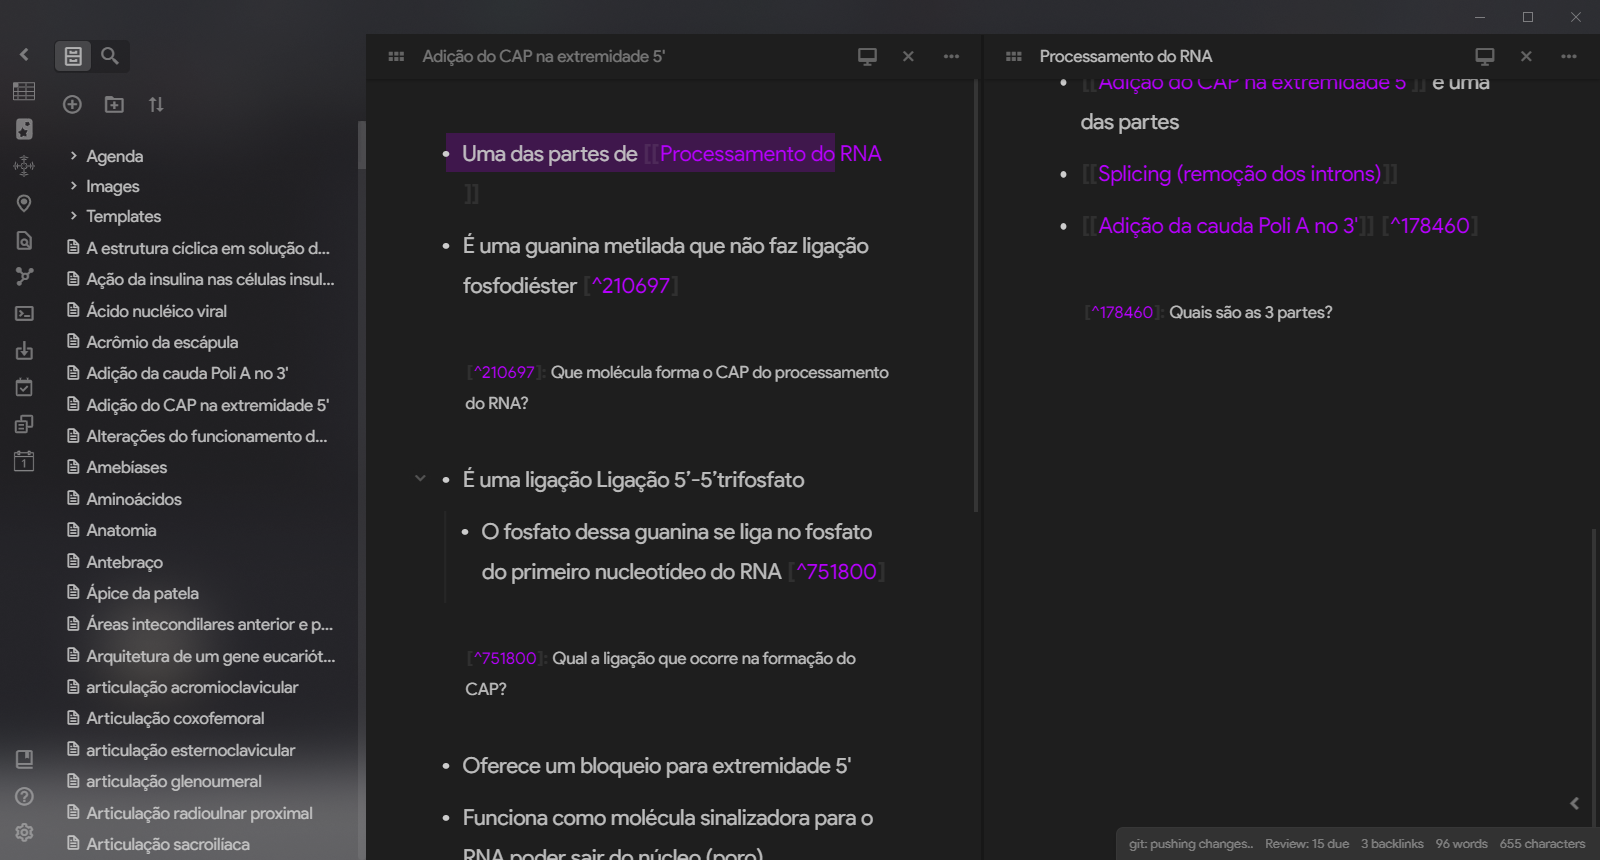 Agenda
Images
Templates
A estrutura cíclica em solução d...
Ação da insulina nas células insul...
Ácido nucléico viral
Acrômio da escápula
Adição da cauda Poli A no 3'
Adição do CAP na extremidade 5'
Alterações do funcionamento d...
Amebíases
Aminoácidos
Anatomia
Antebraço
Ápice da patela
Áreas intecondilares anterior e p...
Arquitetura de um gene eucariót...
articulação acromioclavicular
Articulação coxofemoral
articulação esternoclavicular
articulação glenoumeral
Articulação radioulnar proximal
Articulação sacroilíaca
1
Adição do CAP na extremidade 5'
• Uma das partes de [[Processamento do RNA
]]
• É uma guanina metilada que não faz ligação
fosfodiéster [^210697]
[^210697]: Que molécula forma o CAP do processamento
do RNA?
• É uma ligação Ligação 5’-5’trifosfato
• O fosfato dessa guanina se liga no fosfato
do primeiro nucleotídeo do RNA [^751800]
[^751800]: Qual a ligação que ocorre na formação do
CAP?
• Oferece um bloqueio para extremidade 5'
• Funciona como molécula sinalizadora para o
RNA poder sair do núcleo (poro)
Processamento do RNA
• [[Adição do CAP na extremidade 5']] é uma
das partes
• [[Splicing (remoção dos introns)]]
• [[Adição da cauda Poli A no 3']] [^178460]
[^178460]: Quais são as 3 partes?
git: pushing changes.. Review: 15 due 3 backlinks 96 words 655 characters